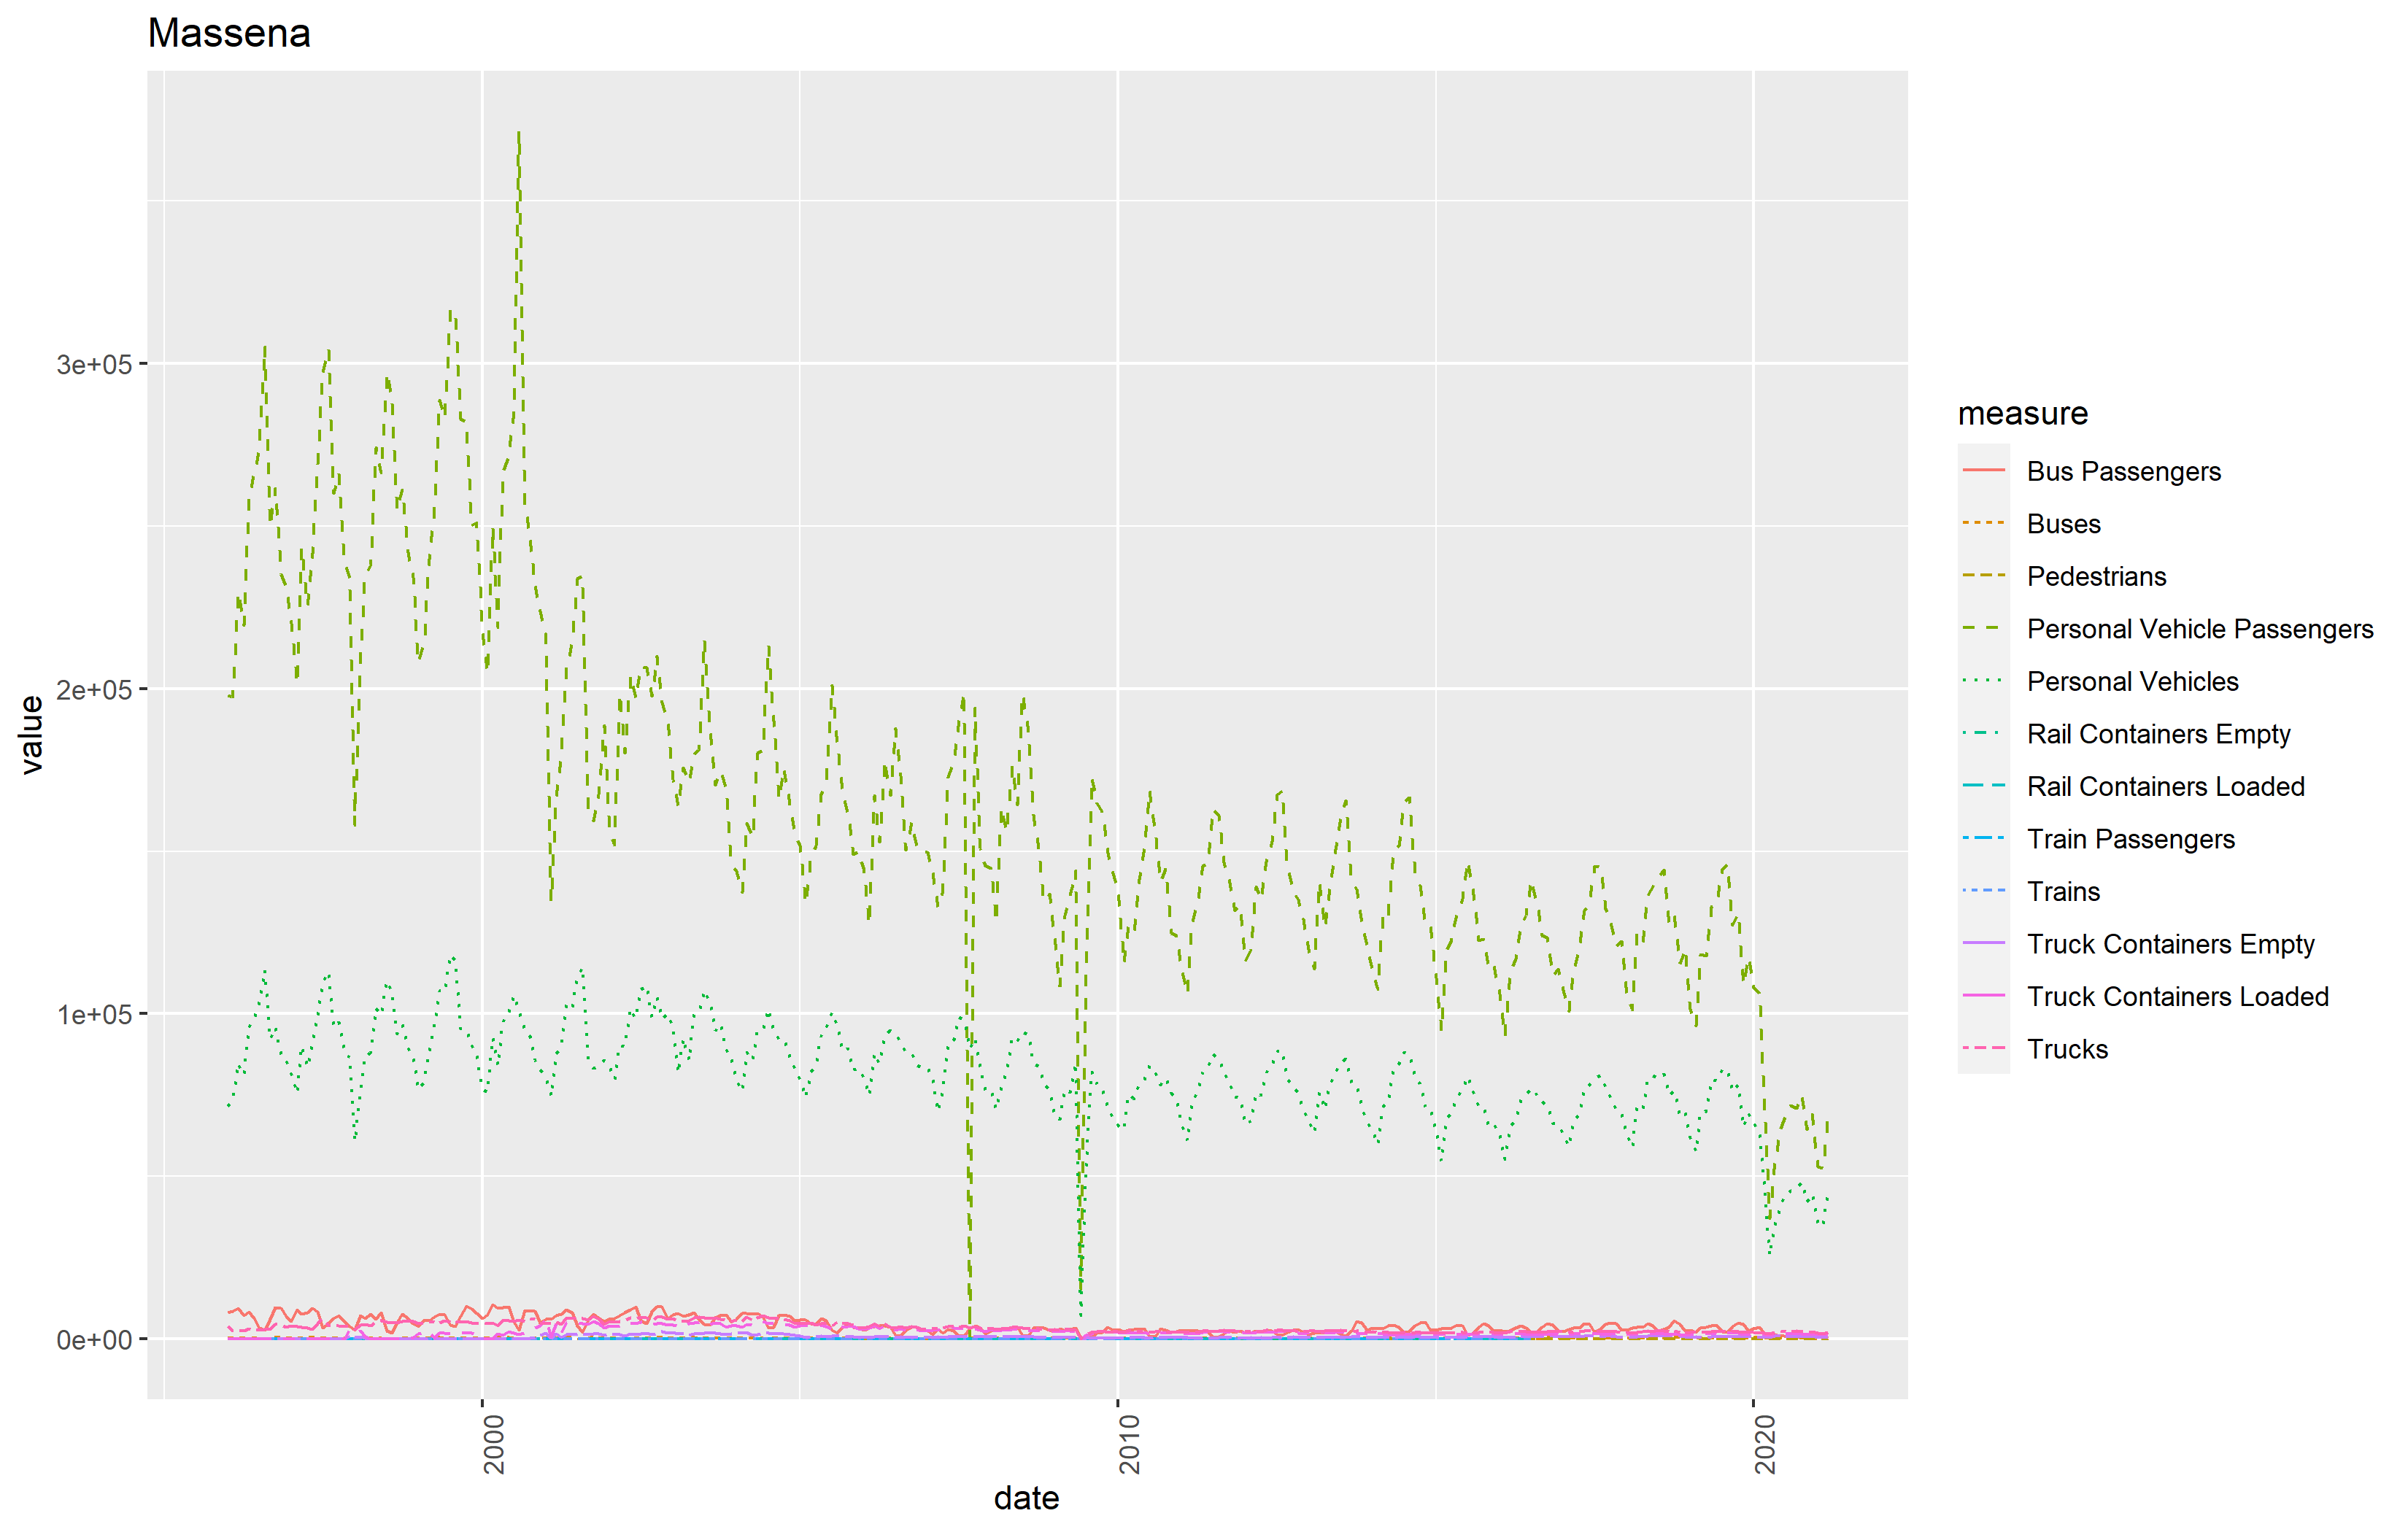 Massena
3e+05
2e+05
1e+05
0e+00
value
2000
2010
2020
date
measure
Bus Passengers
Buses
Pedestrians
Personal Vehicle Passengers
Personal Vehicles
Rail Containers Empty
Rail Containers Loaded
Train Passengers
Trains
Truck Containers Empty
Truck Containers Loaded
Trucks